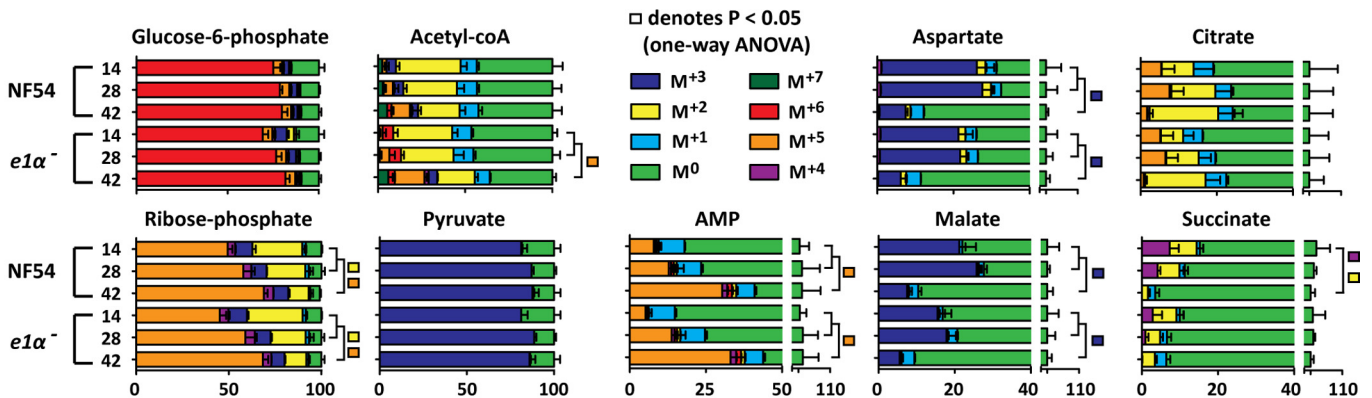 □ denotes P < 0.05
(one-way ANOVA)
M+3 M+7
M+2 M+6
M+1 M+5
M0 M+4
Glucose-6-phosphate Acetyl-coA Aspartate Citrate
NF54 14
28
42
e1α- 14
28
42
Ribose-phosphate Pyruvate AMP Malate Succinate
NF54 14
28
42
e1α- 14
28
42
0 50 100 0 50 100 0 25 50 110 0 20 40 110 0 20 40 110